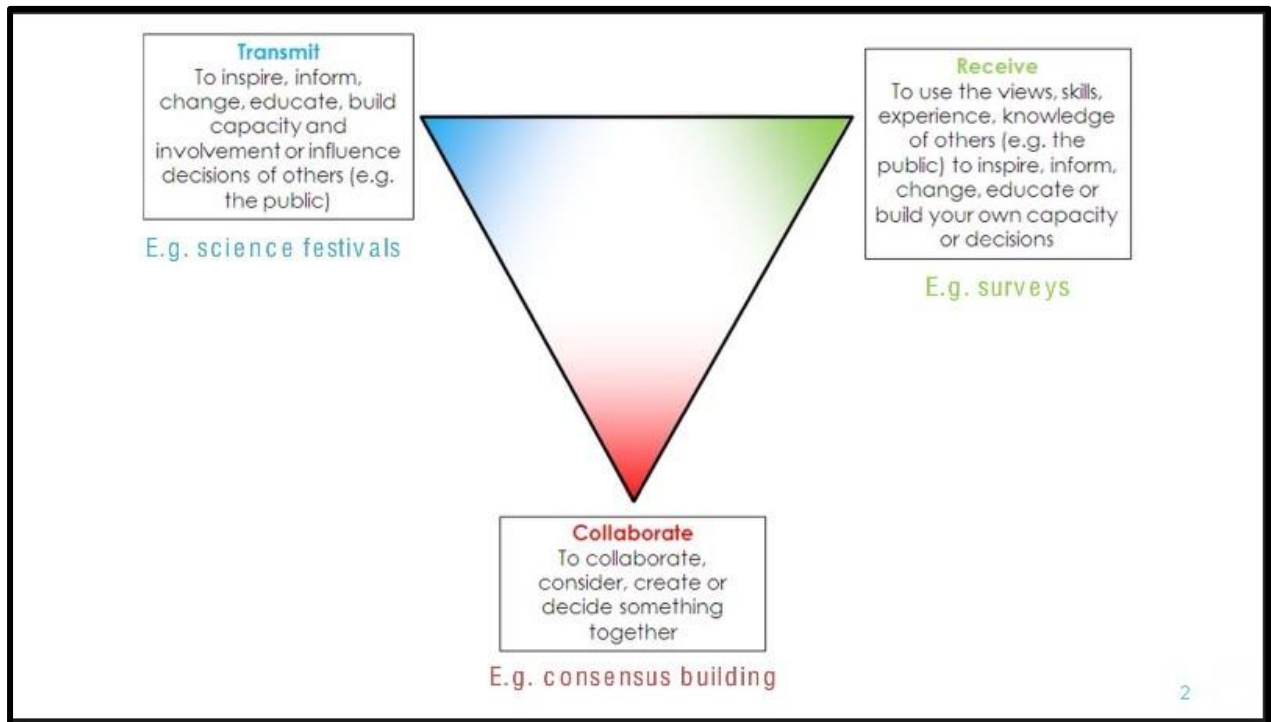 Transmit
To inspire, inform,
change, educate, build
capacity and
involvement or influence
decisions of others (e.g.
the public)
E.g. science festivals
Receive
To use the views, skills,
experience, knowledge
of others (e.g. the
public) to inspire, inform,
change, educate or
build your own capacity
or decisions
E.g. surveys
Collaborate
To collaborate,
consider, create or
decide something
together
E.g. consensus building
2